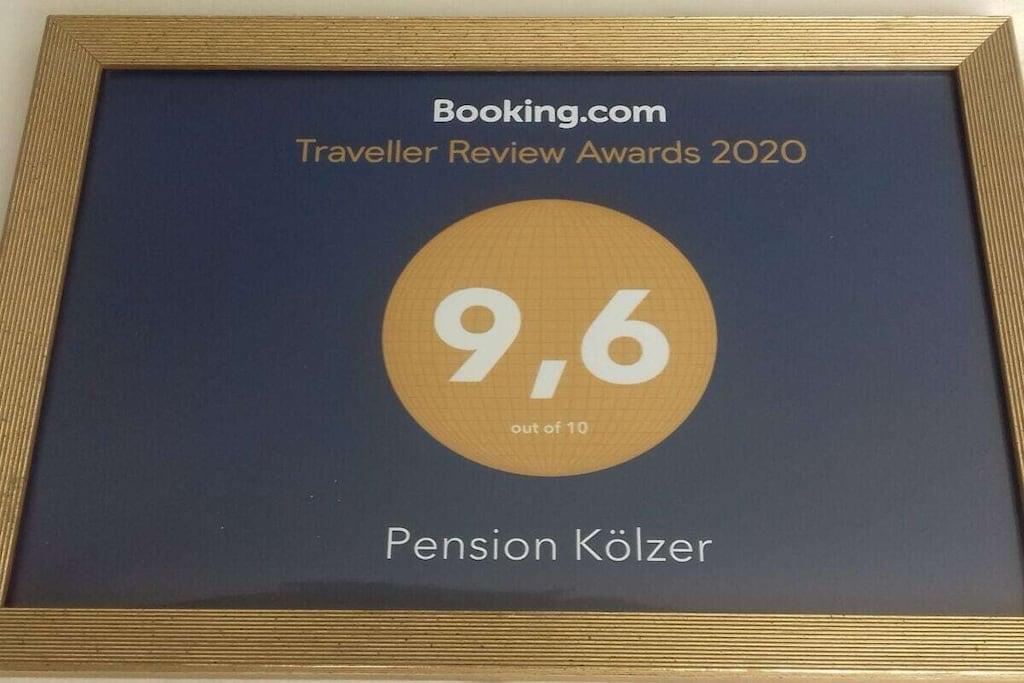 Booking.com
Traveller Review Awards 2020
9,6
out of 10
Pension Kölzer